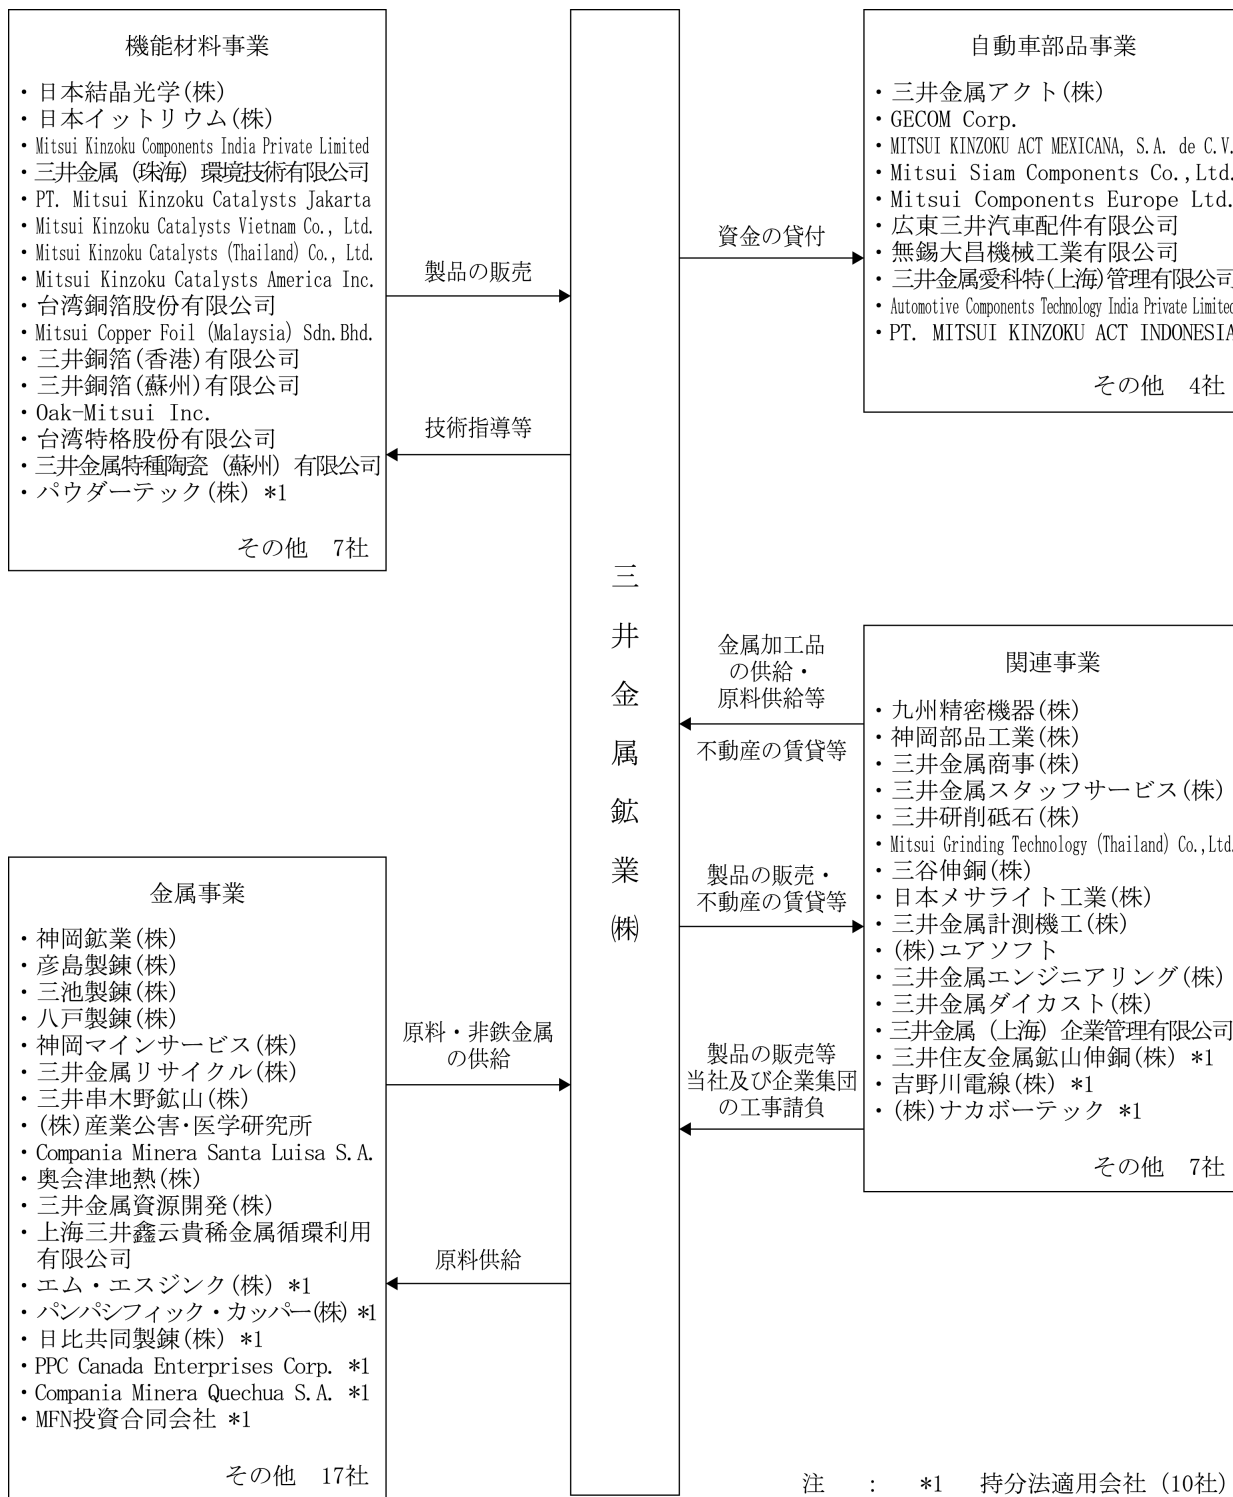 機能材料事業
・日本結晶光学(株)
・日本イットリウム(株)
・Mitsui Kinzoku Components India Private Limited
・三井金属（珠海）環境技術有限公司
・PT. Mitsui Kinzoku Catalysts Jakarta
・Mitsui Kinzoku Catalysts Vietnam Co., Ltd.
・Mitsui Kinzoku Catalysts (Thailand) Co., Ltd.
・Mitsui Kinzoku Catalysts America Inc.
・台湾銅箔股份有限公司
・Mitsui Copper Foil (Malaysia) Sdn.Bhd.
・三井銅箔(香港)有限公司
・三井銅箔(蘇州)有限公司
・Oak-Mitsui Inc.
・台湾特格股份有限公司
・三井金属特種陶瓷（蘇州）有限公司
・パウダーテック(株) *1
その他　7社
製品の販売
技術指導等
金属事業
・神岡鉱業(株)
・彦島製錬(株)
・三池製錬(株)
・八戸製錬(株)
・神岡マインサービス(株)
・三井金属リサイクル(株)
・三井串木野鉱山(株)
・(株)産業公害・医学研究所
・Compania Minera Santa Luisa S.A.
・奥会津地熱(株)
・三井金属資源開発(株)
・上海三井鑫云貴稀金属循環利用
有限公司
・エム・エスジンク(株) *1
・パンパシフィック・カッパー(株) *1
・日比共同製錬(株) *1
・PPC Canada Enterprises Corp. *1
・Compania Minera Quechua S.A. *1
・MFN投資合同会社 *1
その他　17社
原料・非鉄金属
の供給
原料供給
三井金属鉱業㈱
資金の貸付
自動車部品事業
・三井金属アクト(株)
・GECOM Corp.
・MITSUI KINZOKU ACT MEXICANA, S.A. de C.V.
・Mitsui Siam Components Co.,Ltd.
・Mitsui Components Europe Ltd.
・広東三井汽車配件有限公司
・無錫大昌機械工業有限公司
・三井金属愛科特(上海)管理有限公司
・Automotive Components Technology India Private Limited
・PT. MITSUI KINZOKU ACT INDONESIA
その他　4社
金属加工品
の供給・
原料供給等
不動産の賃貸等
製品の販売・
不動産の賃貸等
製品の販売等
当社及び企業集団
の工事請負
関連事業
・九州精密機器(株)
・神岡部品工業(株)
・三井金属商事(株)
・三井金属スタッフサービス(株)
・三井研削砥石(株)
・Mitsui Grinding Technology (Thailand) Co.,Ltd.
・三谷伸銅(株)
・日本メサライト工業(株)
・三井金属計測機工(株)
・(株)ユアソフト
・三井金属エンジニアリング(株)
・三井金属ダイカスト(株)
・三井金属（上海）企業管理有限公司
・三井住友金属鉱山伸銅(株) *1
・吉野川電線(株) *1
・(株)ナカボーテック *1
その他　7社
注　：　*1　持分法適用会社 (10社)